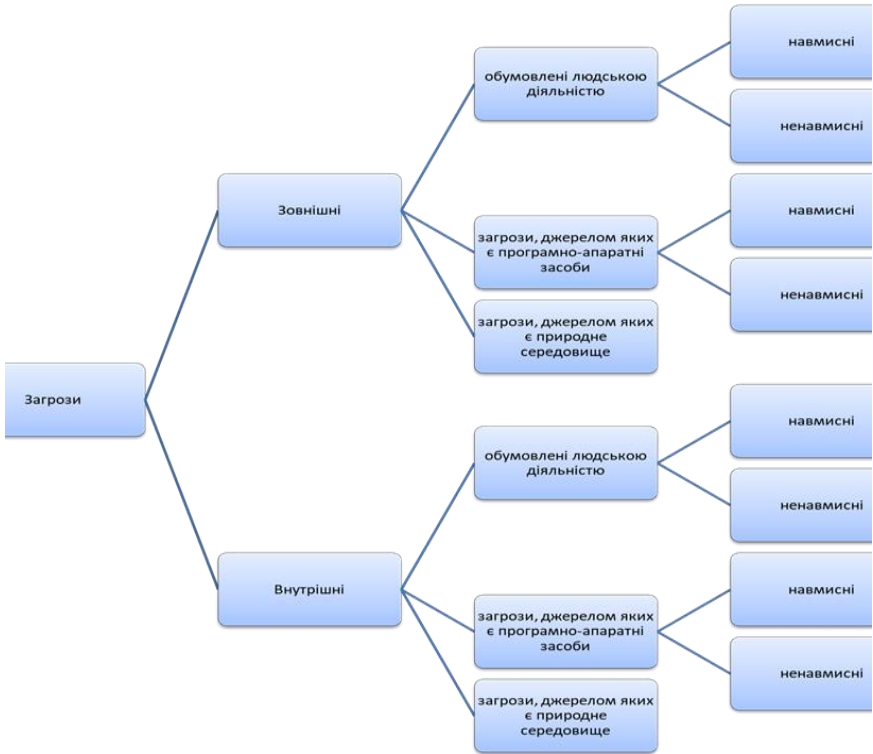 навмисні
обумовлені людською
діяльністю
ненавмисні
Зовнішні
навмисні
загрози, джерелом яких
є програмно-апаратні
засоби
ненавмисні
загрози, джерелом яких
є природне
середовище
Загрози
навмисні
обумовлені людською
діяльністю
ненавмисні
Внутрішні
навмисні
загрози, джерелом яких
є програмно-апаратні
засоби
ненавмисні
загрози, джерелом яких
є природне
середовище